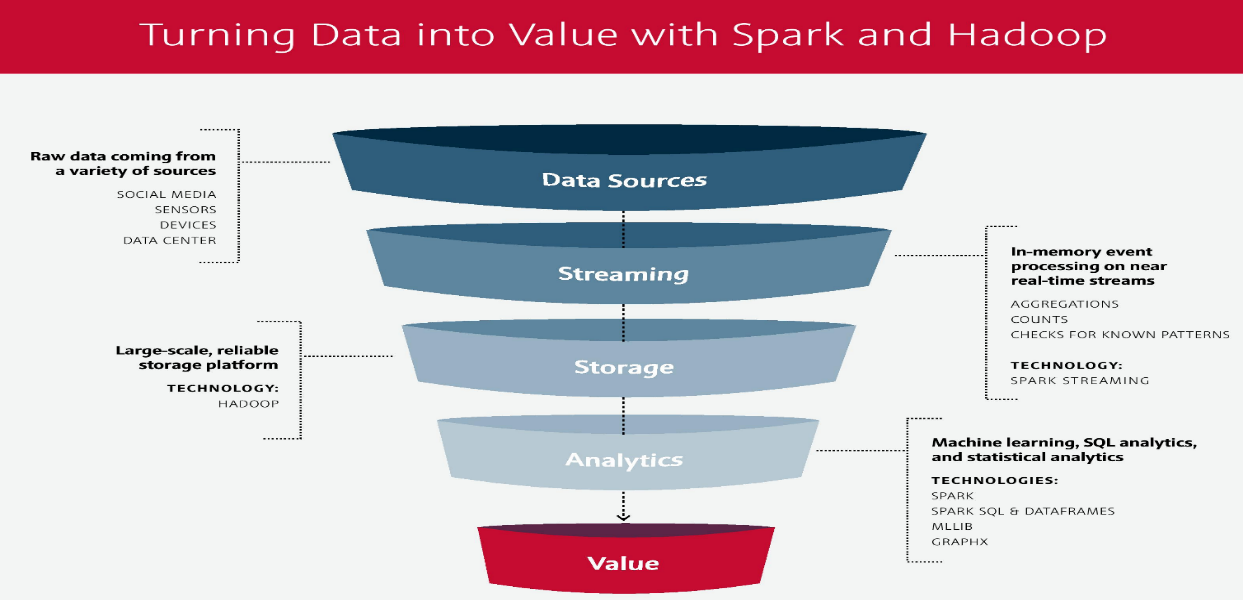 Turning Data into Value with Spark and Hadoop
Data Sources
Raw data coming from
a variety of sources
SOCIAL MEDIA
SENSORS
DEVICES
DATA CENTER
Streaming
In-memory event
processing on near
real-time streams
AGGREGATIONS
COUNTS
CHECKS FOR KNOWN PATTERNS
TECHNOLOGY:
SPARK STREAMING
Storage
Large-scale, reliable
storage platform
TECHNOLOGY:
HADOOP
Analytics
Machine learning, SQL analytics,
and statistical analytics
TECHNOLOGIES:
SPARK
SPARK SQL & DATAFRAMES
MLLIB
GRAPHX
Value